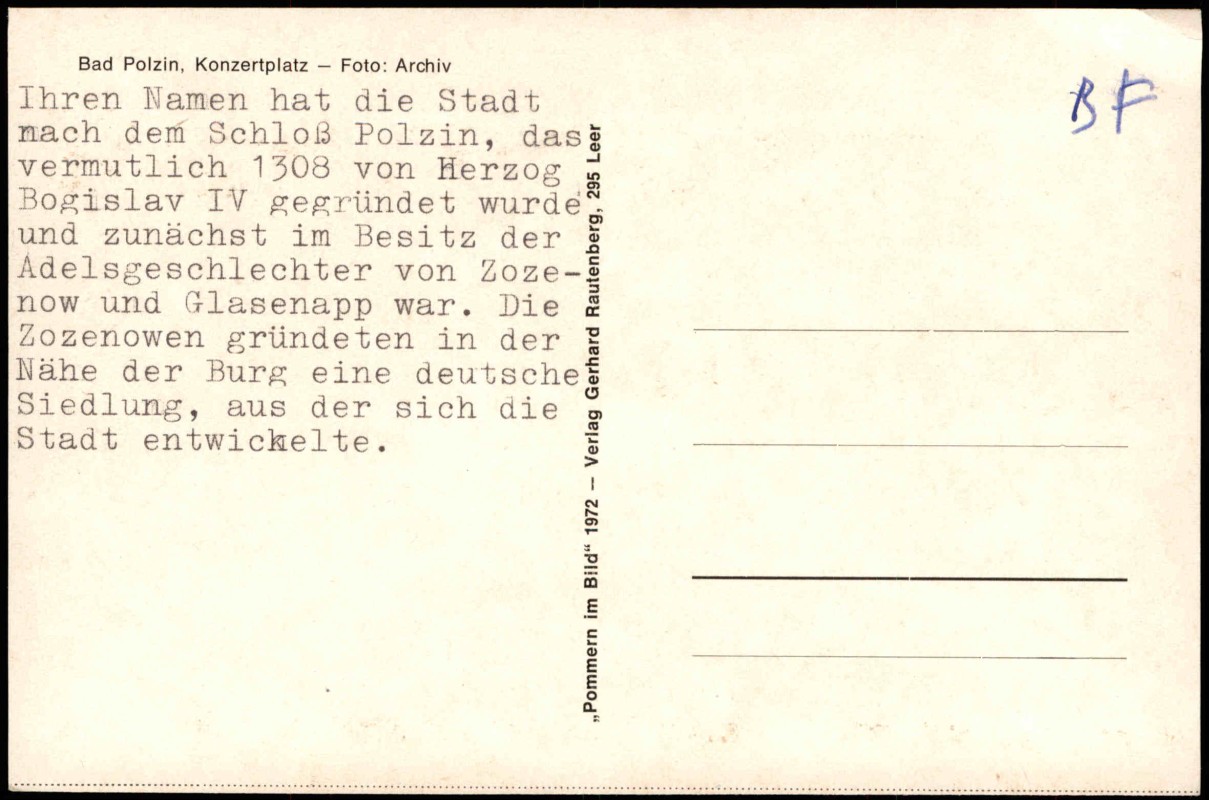 Bad Polzin, Konzertplatz – Foto: Archiv
Ihren Namen hat die Stadt
nach dem Schloß Polzin, das
vermutlich 1308 von Herzog
Bogislav IV gegründet wurde
und zunächst im Besitz der
Adelsgeschlechter von Zoze-
now und Glasenapp war. Die
Zozenowen gründeten in der
Nähe der Burg eine deutsche
Siedlung, aus der sich die
Stadt entwickelte.
„Pommern im Bild“ 1972 – Verlag Gerhard Rautenberg, 295 Leer
BF